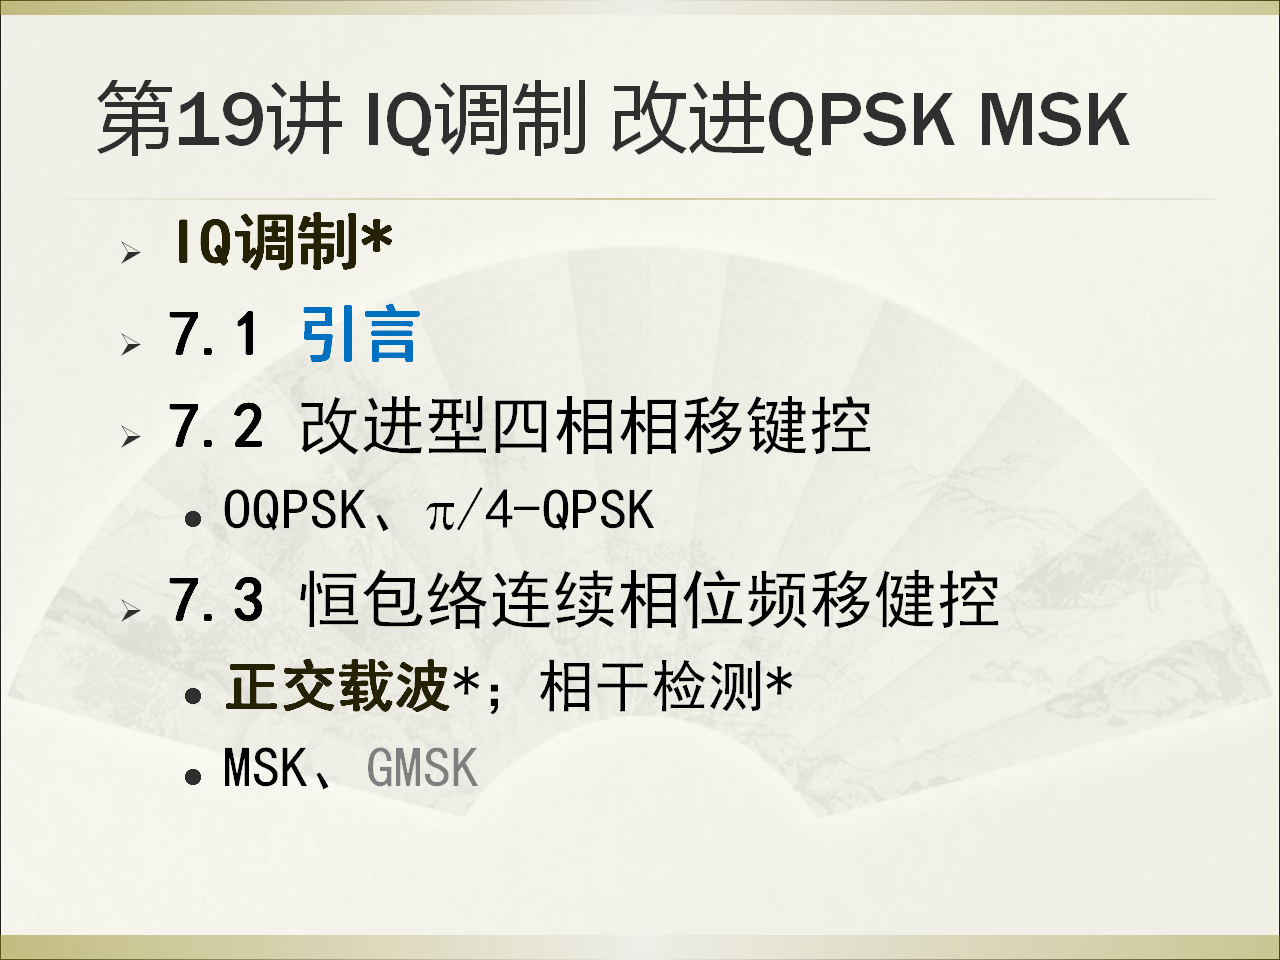 第19讲 IQ调制 改进QPSK MSK
IQ调制*
7.1 引言
7.2 改进型四相相移键控
OQPSK、π/4-QPSK
7.3 恒包络连续相位频移健控
正交载波*；相干检测*
MSK、GMSK